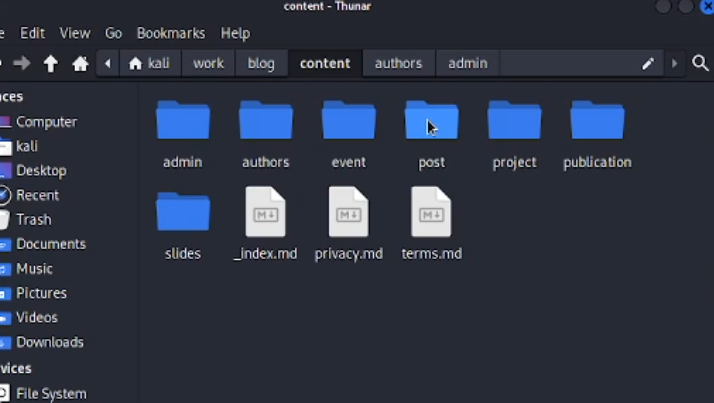 content - Thunar
Edit View Go Bookmarks Help
kali work blog content authors admin
Computer
kali
Desktop
Recent
Trash
Documents
Music
Pictures
Videos
Downloads
File System
admin authors event post project publication
slides _index.md privacy.md terms.md